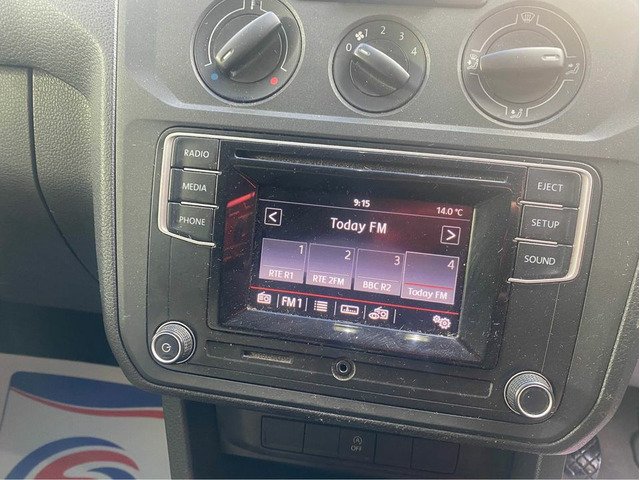 F
0 1 2 3 4
RADIO
MEDIA
PHONE
EJECT
SETUP
SOUND
9:15 14.0 °C
Today FM
1 2 3 4
RTE R1 RTE 2FM BBC R2 Today FM
FM1
A
OFF